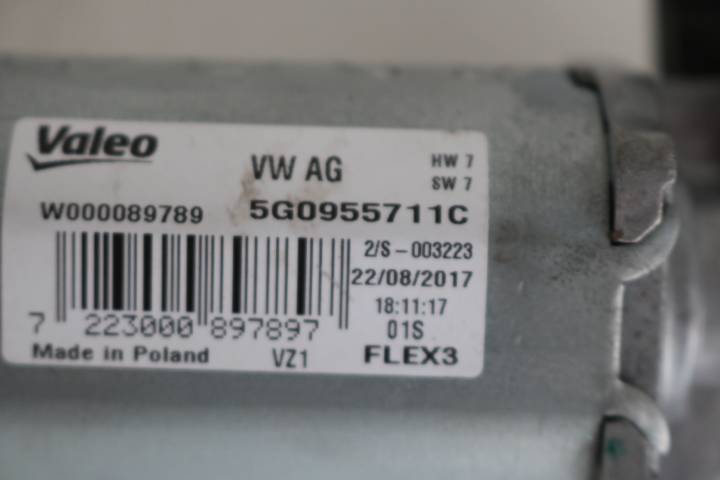 Valeo
VW AG
HW 7
SW 7
W000089789
5G0955711C
2/S - 003223
22/08/2017
18:11:17
7 223000 897897
01S
Made in Poland
VZ1
FLEX3